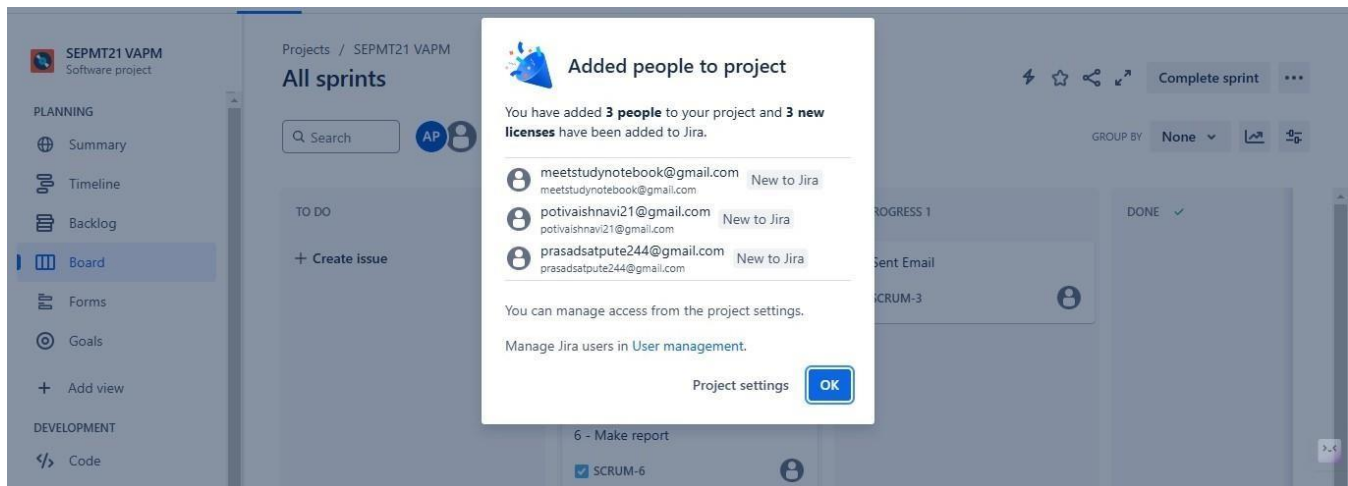 SEPMT21 VAPM
Software project
PLANNING
Summary
Timeline
Backlog
Board
Forms
Goals
Add view
DEVELOPMENT
Code
Projects / SEPMT21 VAPM
All sprints
Complete sprint
Search
AP
GROUP BY None
TO DO
+ Create issue
6 - Make report
SCRUM-6
ROGRESS 1
Sent Email
SCRUM-3
DONE
Added people to project
You have added 3 people to your project and 3 new
licenses have been added to Jira.
meetstudynotebook@gmail.com New to Jira
meetstudynotebook@gmail.com
potivaishnavi21@gmail.com New to Jira
potivaishnavi21@gmail.com
prasadsatpute244@gmail.com New to Jira
prasadsatpute244@gmail.com
You can manage access from the project settings.
Manage Jira users in User management.
Project settings OK